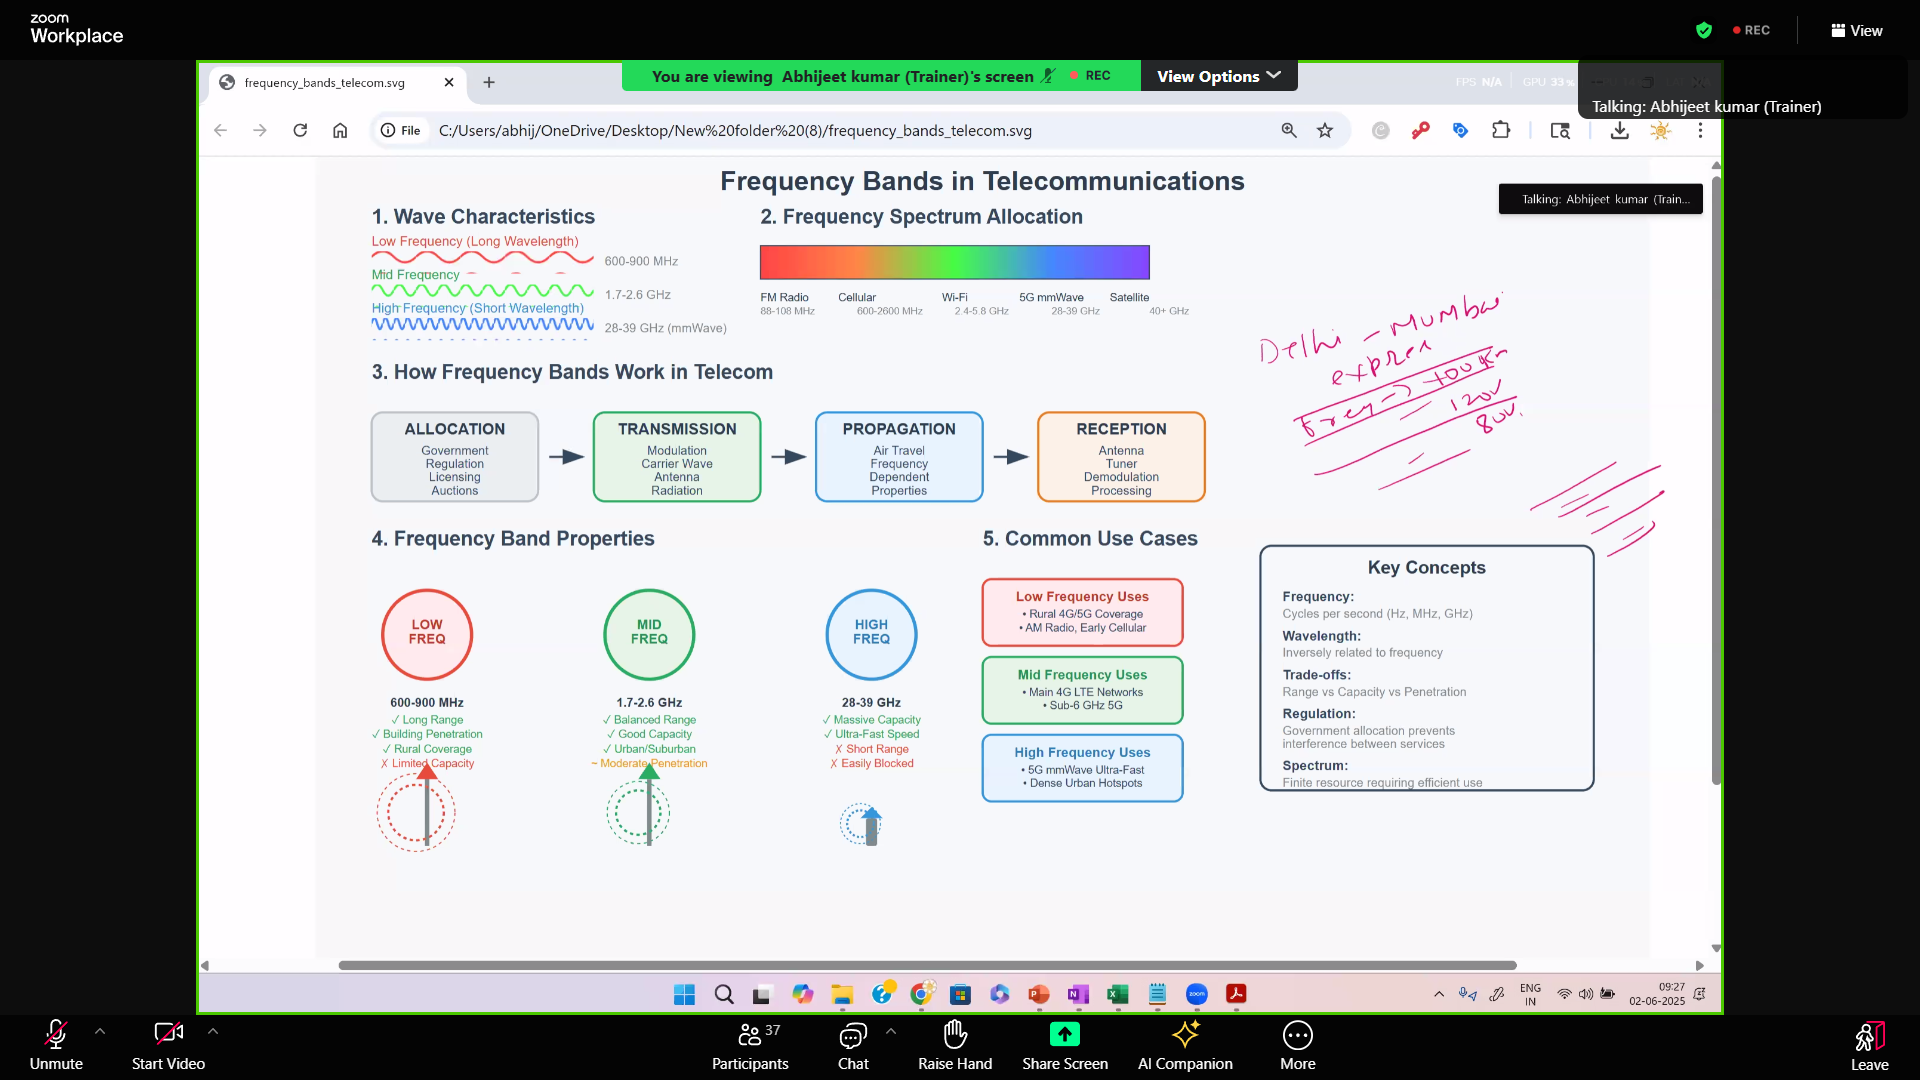 zoom
Workplace
REC
View
frequency_bands_telecom.svg
You are viewing Abhijeet kumar (Trainer)'s screen
REC
View Options
FPS N/A
GPU 33%
Talking: Abhijeet kumar (Trainer)
File
C:/Users/abhij/OneDrive/Desktop/New%20folder%20(8)/frequency_bands_telecom.svg
Talking: Abhijeet kumar (Train...
Frequency Bands in Telecommunications
1. Wave Characteristics
Low Frequency (Long Wavelength)
600-900 MHz
Mid Frequency
1.7-2.6 GHz
High Frequency (Short Wavelength)
28-39 GHz (mmWave)
2. Frequency Spectrum Allocation
FM Radio Cellular Wi-Fi 5G mmWave Satellite
88-108 MHz 600-2600 MHz 2.4-5.8 GHz 28-39 GHz 40+ GHz
Delhi - Mumbai
120
80
3. How Frequency Bands Work in Telecom
ALLOCATION
Government
Regulation
Licensing
Auctions
TRANSMISSION
Modulation
Carrier Wave
Antenna
Radiation
PROPAGATION
Air Travel
Frequency
Dependent
Properties
RECEPTION
Antenna
Tuner
Demodulation
Processing
4. Frequency Band Properties
LOW
FREQ
600-900 MHz
✓ Long Range
✓ Building Penetration
✓ Rural Coverage
✗ Limited Capacity
MID
FREQ
1.7-2.6 GHz
✓ Balanced Range
✓ Good Capacity
✓ Urban/Suburban
~ Moderate Penetration
HIGH
FREQ
28-39 GHz
✓ Massive Capacity
✓ Ultra-Fast Speed
✗ Short Range
✗ Easily Blocked
5. Common Use Cases
Low Frequency Uses
• Rural 4G/5G Coverage
• AM Radio, Early Cellular
Mid Frequency Uses
• Main 4G LTE Networks
• Sub-6 GHz 5G
High Frequency Uses
• 5G mmWave Ultra-Fast
• Dense Urban Hotspots
Key Concepts
Frequency:
Cycles per second (Hz, MHz, GHz)
Wavelength:
Inversely related to frequency
Trade-offs:
Range vs Capacity vs Penetration
Regulation:
Government allocation prevents
interference between services
Spectrum:
Finite resource requiring efficient use
ENG
IN
09:27
02-06-2025
Unmute
Start Video
Participants
37
Chat
Raise Hand
Share Screen
AI Companion
More
Leave